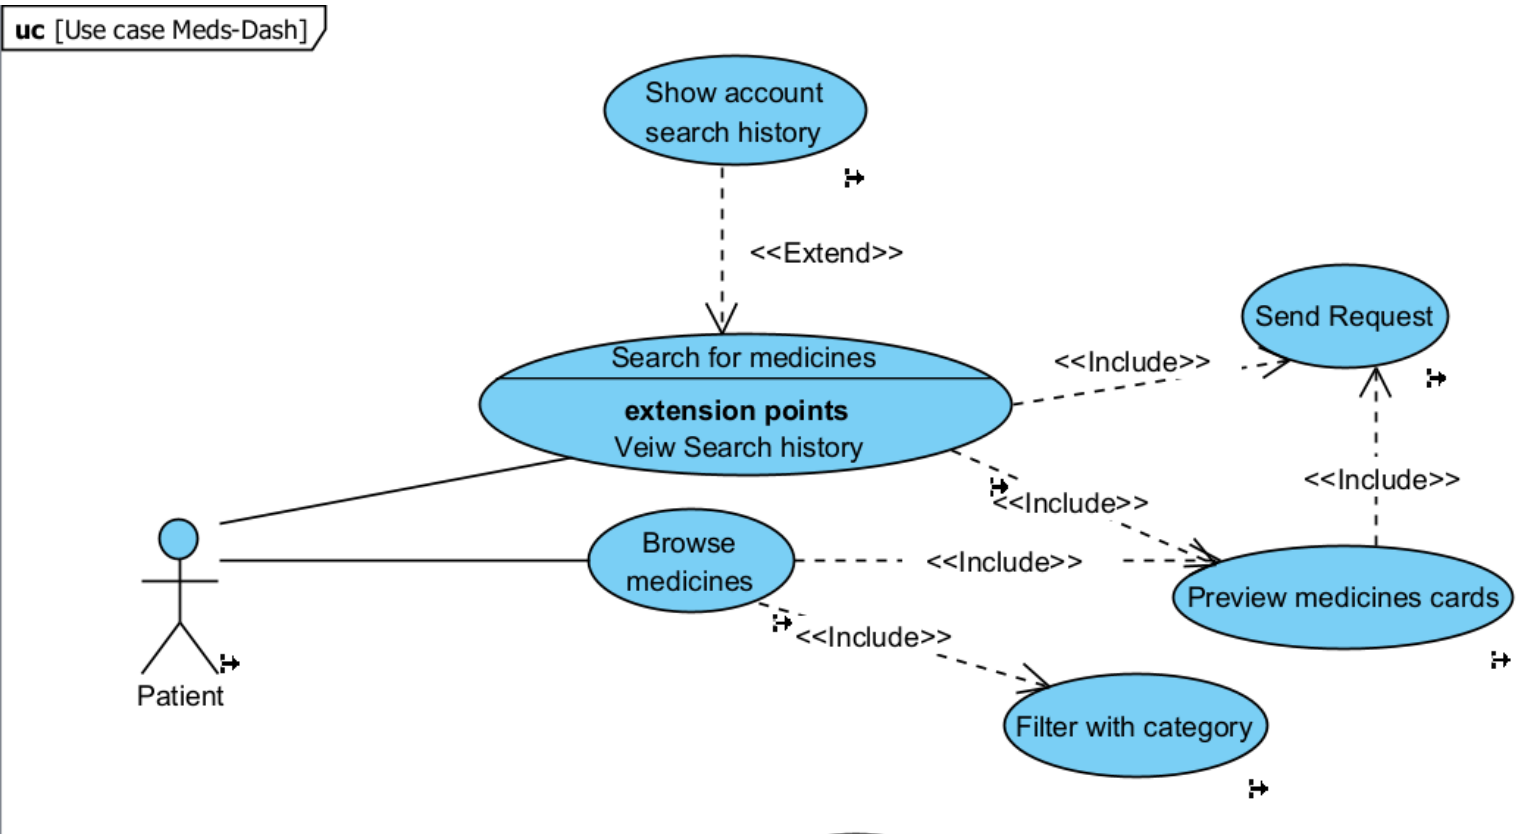 uc [Use case Meds-Dash]
Show account
search history
<<Extend>>
Search for medicines
extension points
Veiw Search history
<<Include>>
Send Request
<<Include>>
<<Include>>
Browse
medicines
<<Include>>
Preview medicines cards
<<Include>>
Filter with category
Patient